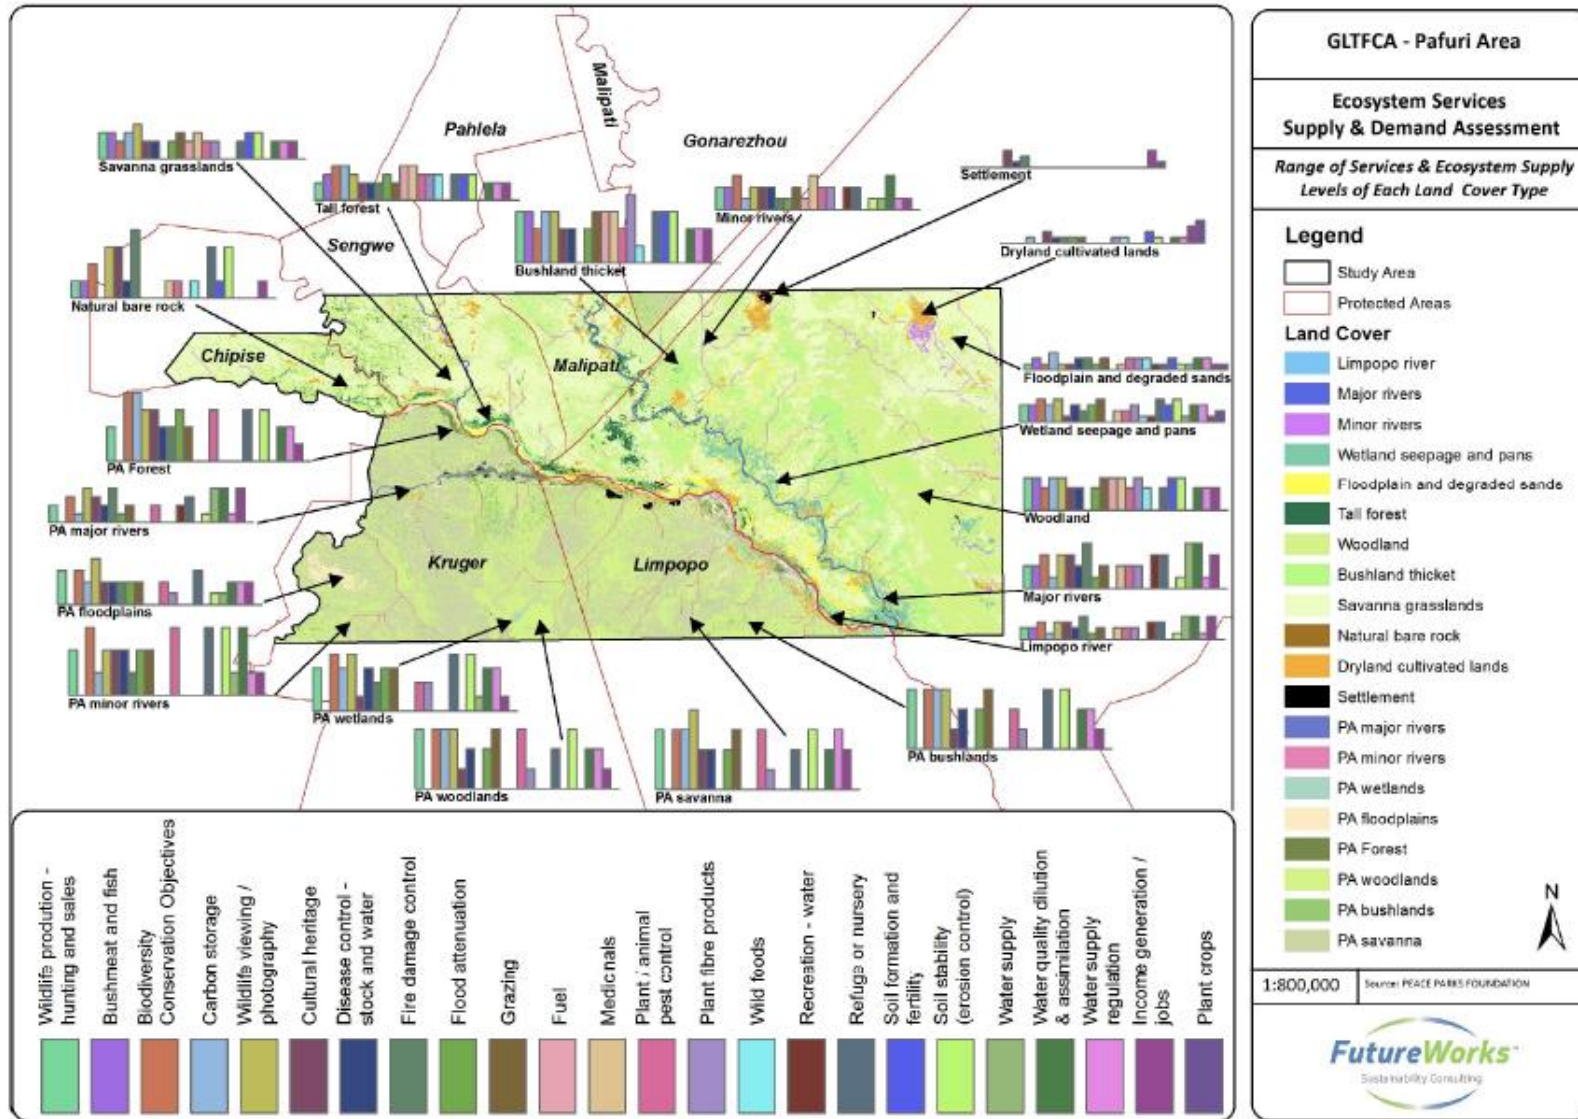 GLTFCA - Pafuri Area
Ecosystem Services
Supply & Demand Assessment
Range of Services & Ecosystem Supply
Levels of Each Land Cover Type
Legend
Study Area
Protected Areas
Land Cover
Limpopo river
Major rivers
Minor rivers
Wetland seepage and pans
Floodplain and degraded sands
Tall forest
Woodland
Bushland thicket
Savanna grasslands
Natural bare rock
Dryland cultivated lands
Settlement
PA major rivers
PA minor rivers
PA wetlands
PA floodplains
PA Forest
PA woodlands
PA bushlands
PA savanna
N
1:800,000
Source: PEACE PARKS FOUNDATION
FutureWorks™
Sustainability Consulting
Malipati
Pahlela
Gonarezhou
Savanna grasslands
Tall forest
Settlement
Minor rivers
Sengwe
Bushland thicket
Dryland cultivated lands
Natural bare rock
Chipise
Malipati
Floodplain and degraded sands
Wetland seepage and pans
PA Forest
Woodland
PA major rivers
Kruger
Limpopo
Major rivers
PA floodplains
Limpopo river
PA minor rivers
PA wetlands
PA bushlands
PA woodlands
PA savanna
Wildlife production -
hunting and sales
Bushmeat and fish
Biodiversity
Conservation Objectives
Carbon storage
Wildlife viewing /
photography
Cultural heritage
Disease control -
stock and water
Fire damage control
Flood attenuation
Grazing
Fuel
Medicinals
Plant / animal
pest control
Plant fibre products
Wild foods
Recreation - water
Refuge or nursery
Soil formation and
fertility
Soil stability
(erosion control)
Water supply
Water quality dilution
& assimilation
Water supply
regulation
Income generation /
jobs
Plant crops